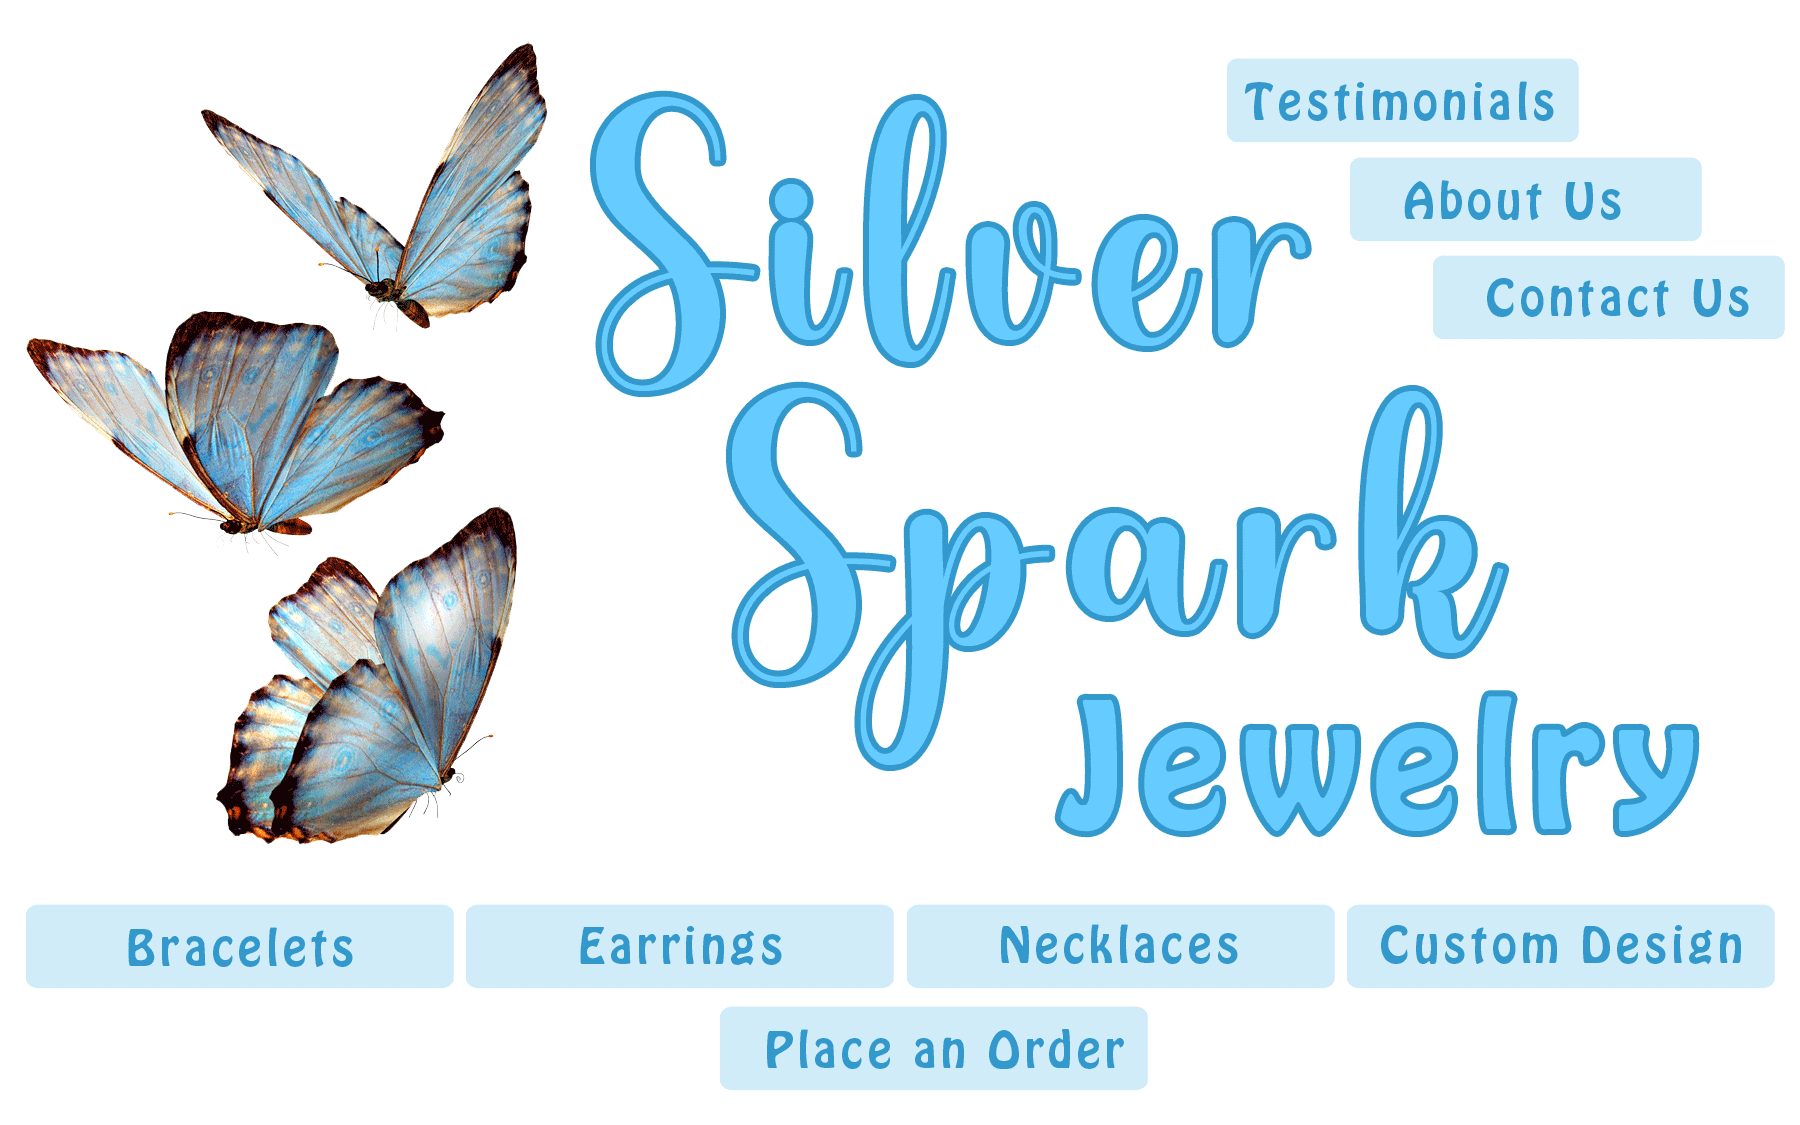 Silver
Testimonials
About Us
Contact Us
Spark
Jewelry
Bracelets
Earrings
Necklaces
Custom Design
Place an Order